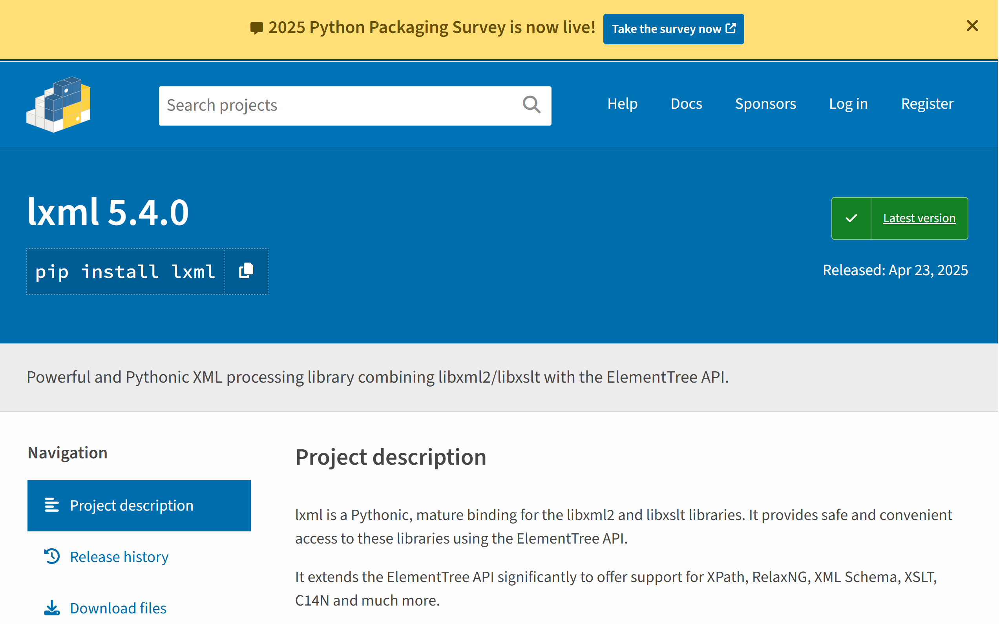 2025 Python Packaging Survey is now live! Take the survey now
Search projects
Help Docs Sponsors Log in Register
lxml 5.4.0
Latest version
pip install lxml
Released: Apr 23, 2025
Powerful and Pythonic XML processing library combining libxml2/libxslt with the ElementTree API.
Navigation
Project description
Release history
Download files
Project description
lxml is a Pythonic, mature binding for the libxml2 and libxslt libraries. It provides safe and convenient
access to these libraries using the ElementTree API.
It extends the ElementTree API significantly to offer support for XPath, RelaxNG, XML Schema, XSLT,
C14N and much more.